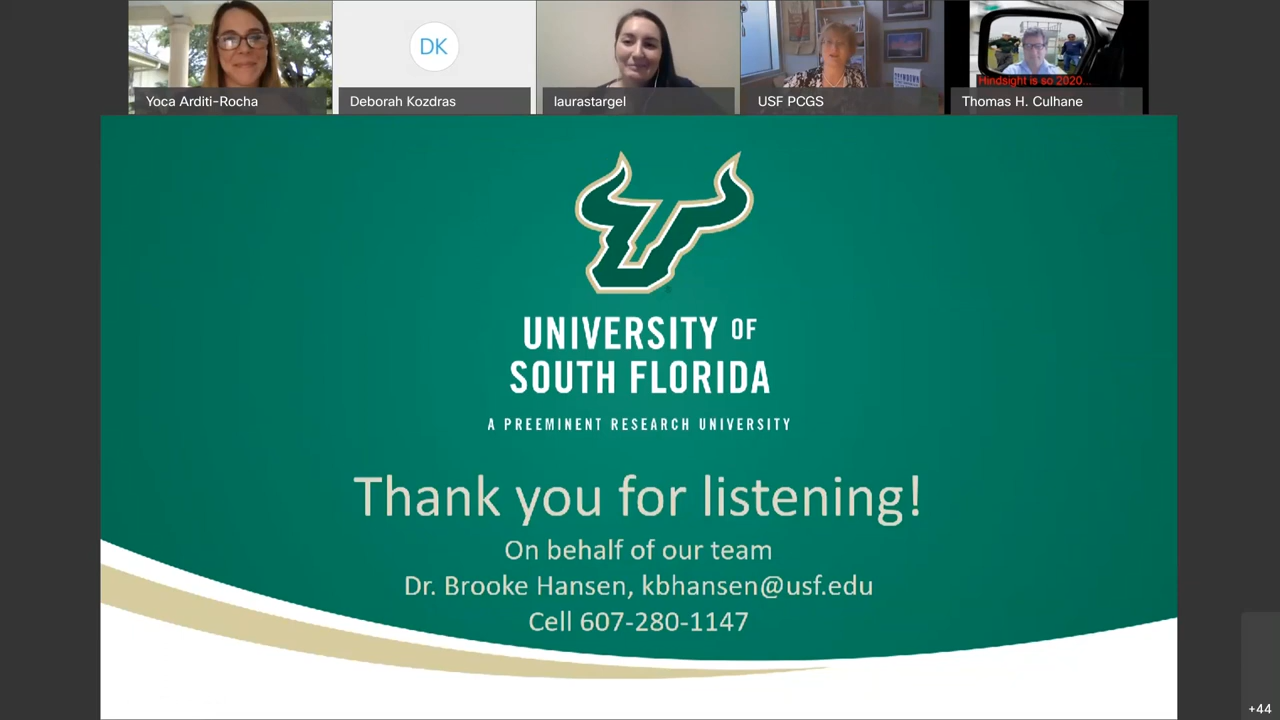 DK
Hindsight is so 2020...
Yoca Arditi-Rocha
Deborah Kozdras
laurastargel
USF PCGS
Thomas H. Culhane
UNIVERSITY OF
SOUTH FLORIDA
A PREEMINENT RESEARCH UNIVERSITY
Thank you for listening!
On behalf of our team
Dr. Brooke Hansen, kbhansen@usf.edu
Cell 607-280-1147
+44